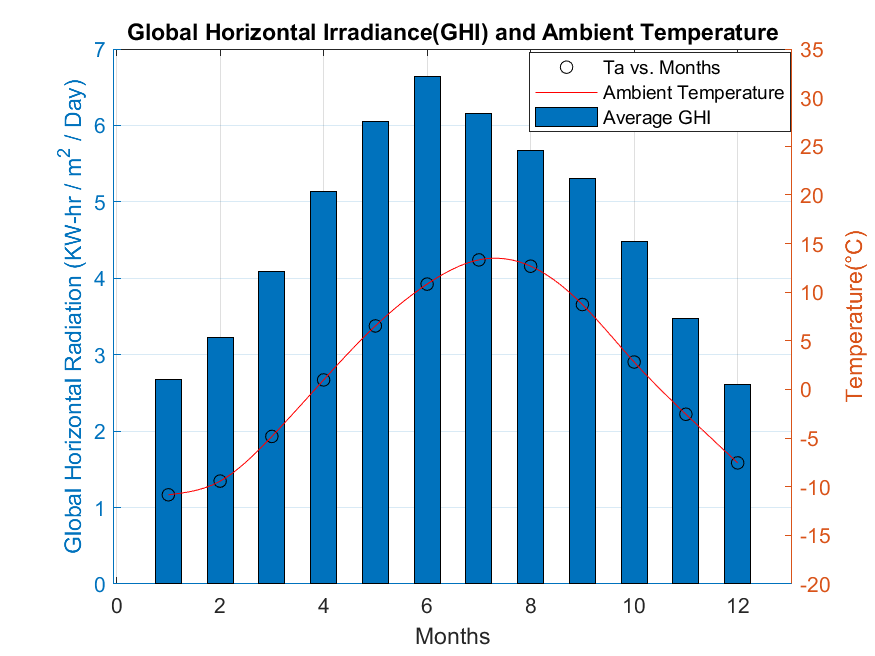 Global Horizontal Irradiance(GHI) and Ambient Temperature
Ta vs. Months
Ambient Temperature
Average GHI
Global Horizontal Radiation (KW-hr / m² / Day)
7
6
5
4
3
2
1
0
35
30
25
20
15
10
5
0
-5
-10
-15
-20
Temperature(°C)
0 2 4 6 8 10 12
Months